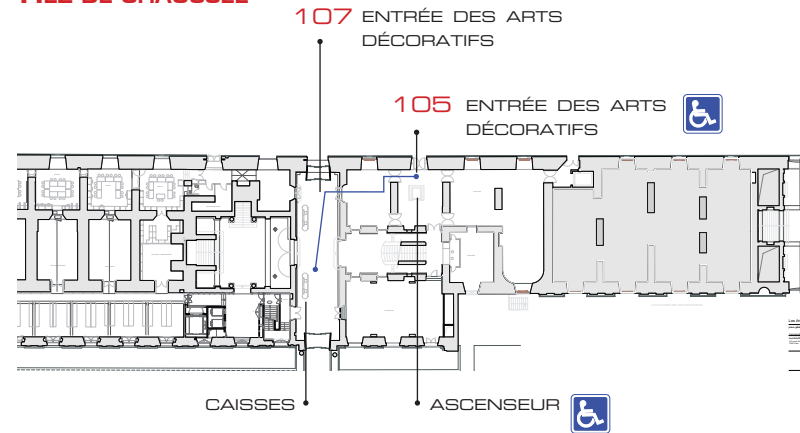 107 ENTRÉE DES ARTS
DÉCORATIFS
105 ENTRÉE DES ARTS
DÉCORATIFS
CAISSES
ASCENSEUR